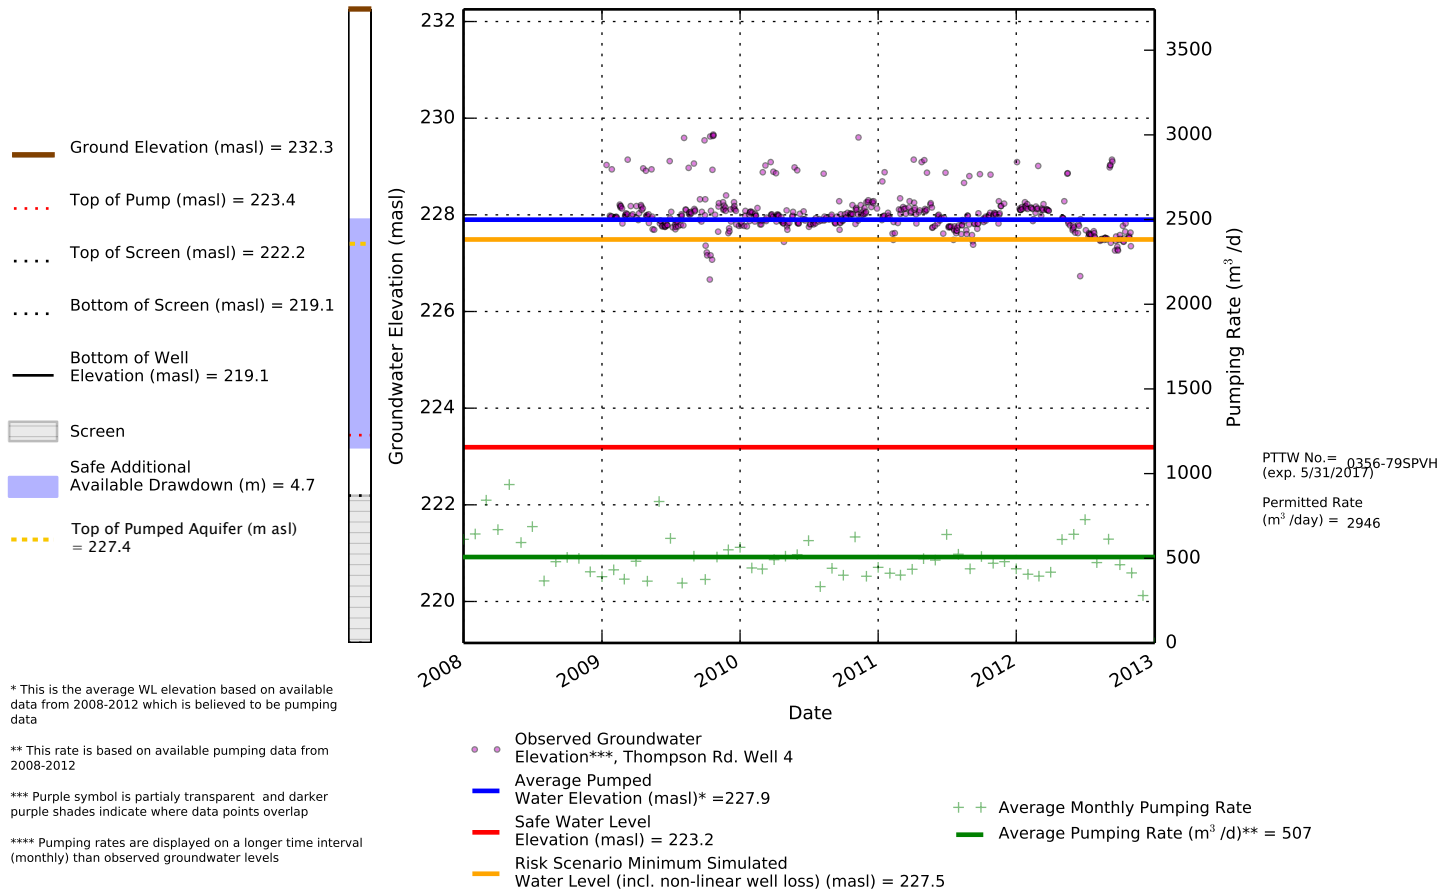 Ground Elevation (masl) = 232.3
Top of Pump (masl) = 223.4
Top of Screen (masl) = 222.2
Bottom of Screen (masl) = 219.1
Bottom of Well
Elevation (masl) = 219.1
Screen
Safe Additional
Available Drawdown (m) = 4.7
Top of Pumped Aquifer (m asl)
= 227.4
* This is the average WL elevation based on available
data from 2008-2012 which is believed to be pumping
data
** This rate is based on available pumping data from
2008-2012
*** Purple symbol is partialy transparent  and darker
purple shades indicate where data points overlap
**** Pumping rates are displayed on a longer time interval
(monthly) than observed groundwater levels
Groundwater Elevation (masl)
232
230
228
226
224
222
220
2008
2009
2010
2011
2012
2013
Date
3500
3000
2500
2000
1500
1000
500
0
Pumping Rate (m³ /d)
PTTW No.= 0356-79SPVH
(exp. 5/31/2017)
Permitted Rate
(m³ /day) = 2946
Observed Groundwater
Elevation***, Thompson Rd. Well 4
Average Pumped
Water Elevation (masl)* =227.9
Safe Water Level
Elevation (masl) = 223.2
Risk Scenario Minimum Simulated
Water Level (incl. non-linear well loss) (masl) = 227.5
Average Monthly Pumping Rate
Average Pumping Rate (m³ /d)** = 507